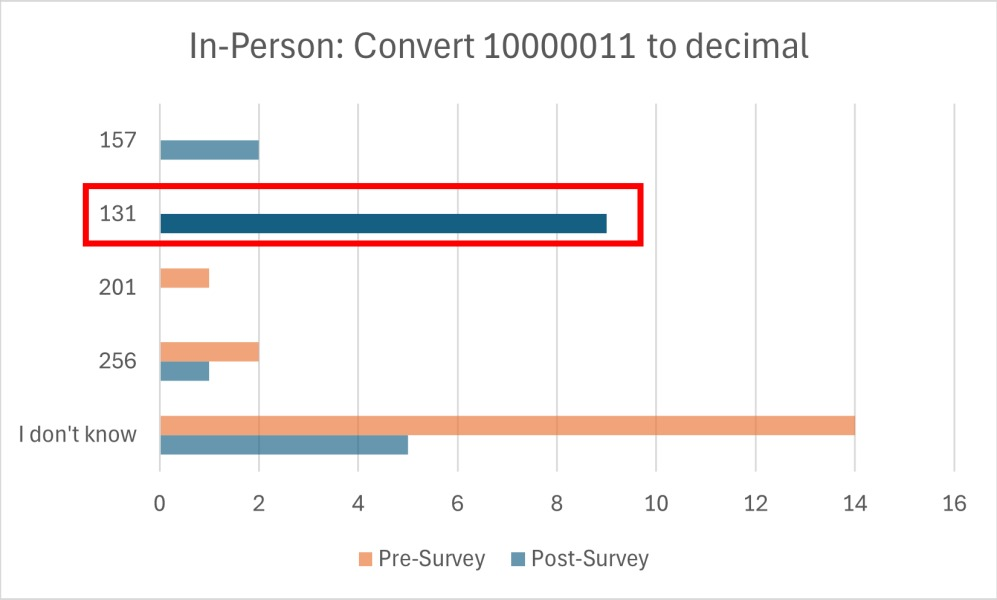 In-Person: Convert 10000011 to decimal
157
131
201
256
I don't know
0 2 4 6 8 10 12 14 16
Pre-Survey Post-Survey